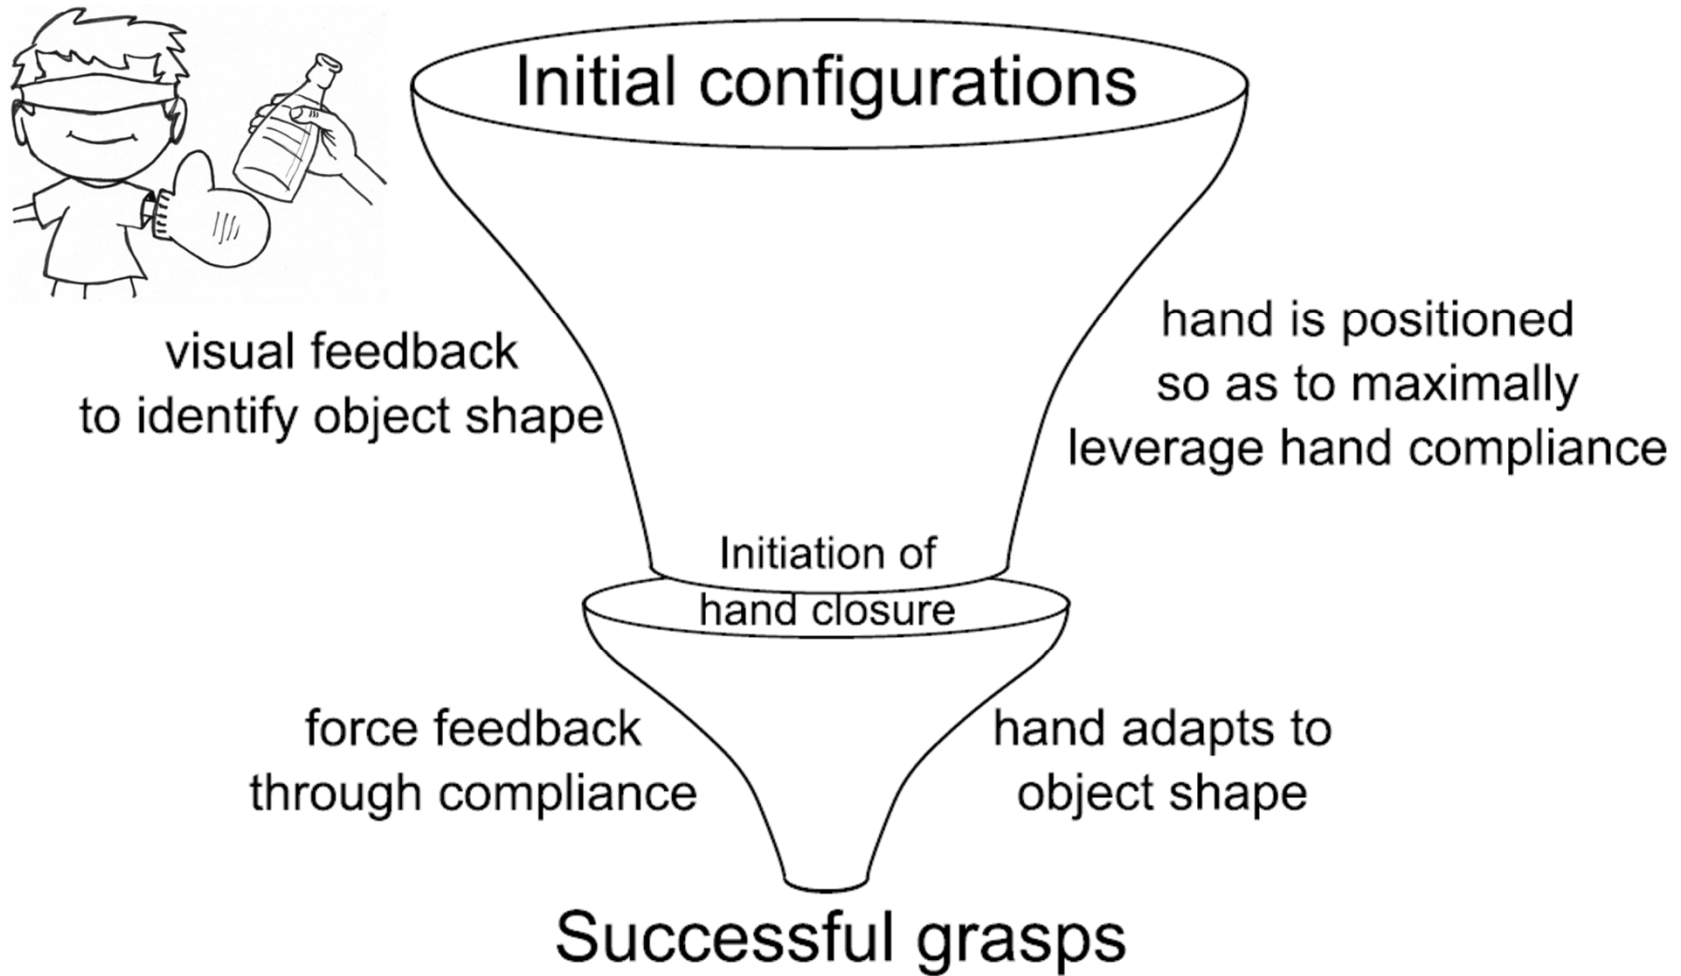 Initial configurations
visual feedback
to identify object shape
hand is positioned
so as to maximally
leverage hand compliance
Initiation of
hand closure
force feedback
through compliance
hand adapts to
object shape
Successful grasps